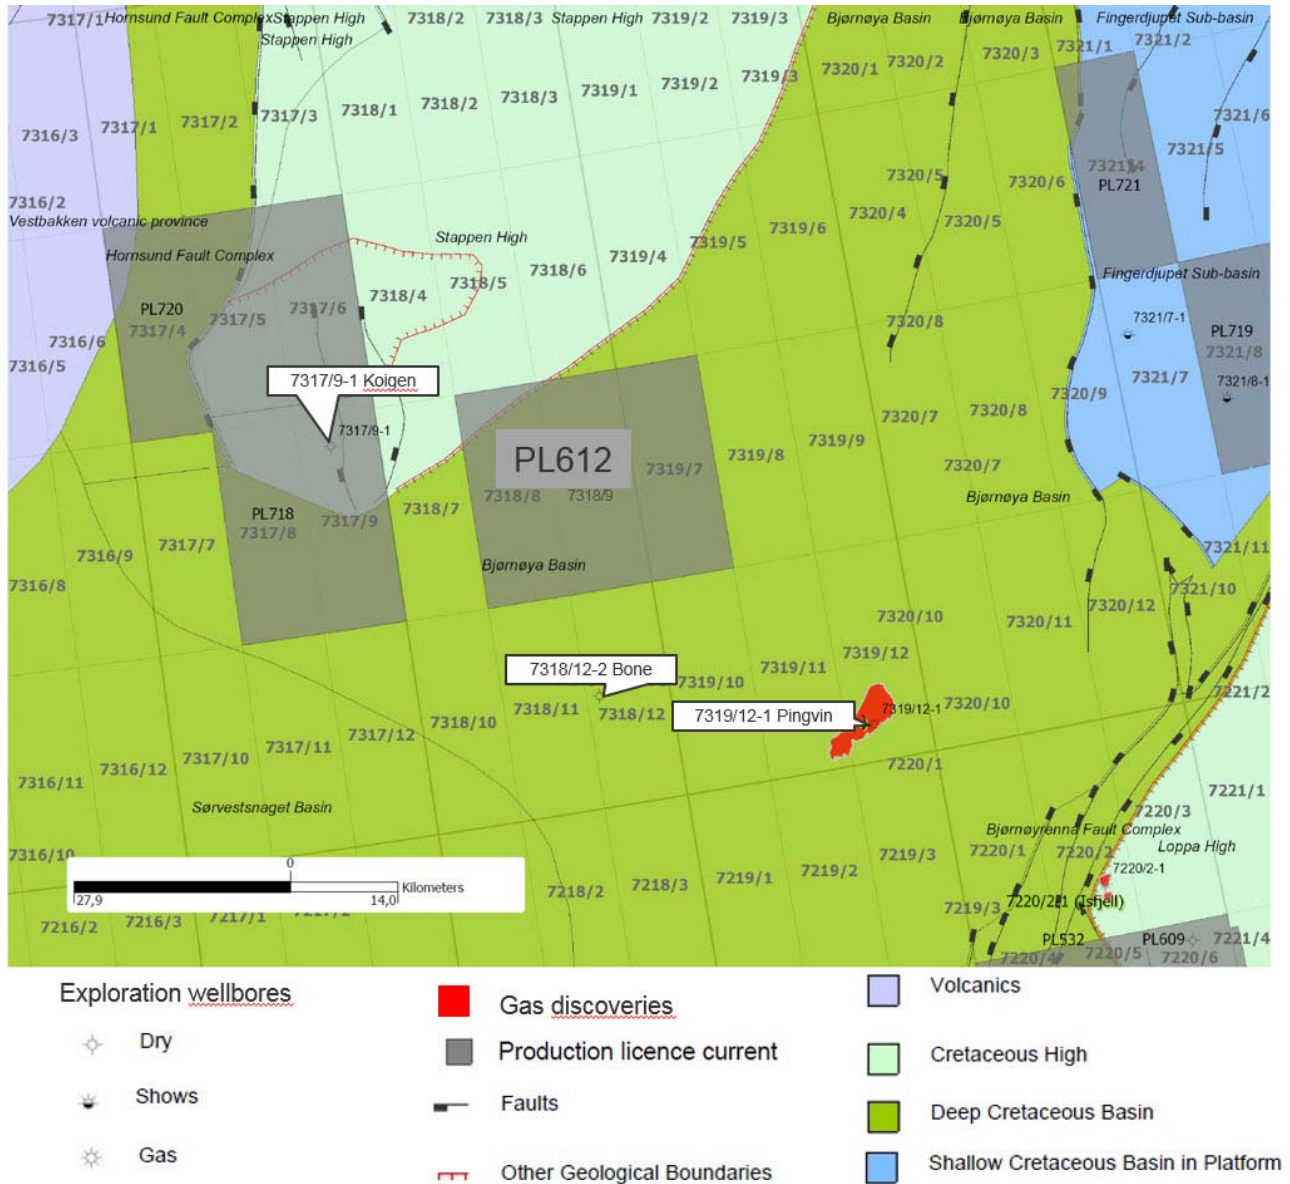 7317/1 Hornsund Fault Complex Stappen High 7318/2 7318/3 Stappen High 7319/2 7319/3 Bjørnøya Basin Bjørnøya Basin Fingerdjupet Sub-basin
Stappen High
7320/1 7320/2 7320/3 7321/1 7321/2
7316/3 7317/1 7317/2 7317/3 7318/1 7318/2 7318/3 7319/1 7319/2 7319/3
7321/6
7321/5
7320/5 7320/6 7321/4
PL721
7316/2
Vestbakken volcanic province
7320/4 7320/5
7319/6
7319/5
Stappen High
Hornsund Fault Complex
7319/4
7318/6
7318/5
Fingerdjupet Sub-basin
7318/4
7317/6
PL720
7317/5
7317/4
7316/6
7316/5
7320/8
7321/7-1
PL719
7321/8
7317/9-1 Koigen
7321/7
7321/8-1
7320/9
7320/8
7320/7
7317/9-1
7319/9
7319/8
PL612
7319/7
7320/7
7318/8 7318/9
Bjørnøya Basin
7318/7
PL718
7317/9
7317/8
7317/7
7316/9
7316/8
7321/11
Bjørnøya Basin
7321/10
7320/12
7320/11
7320/10
7319/12
7319/11
7318/12-2 Bone
7319/10
7221/2
7320/10
7319/12-1
7319/12-1 Pingvin
7318/12
7318/11
7318/10
7317/12
7317/11
7317/10
7316/12
7316/11
7220/1
7221/1
Sørvestsnaget Basin
7220/3
Bjørnøyrenna Fault Complex
Loppa High
7316/10
7220/1 7220/2
7219/3
7219/2
7219/1
7218/3
7218/2
7220/2-1
0
Kilometers
27,9 14,0
7219/3
7220/2-1 (Isfjell)
7216/2 7216/3 7217/1 7217/2
PL532 PL609 7221/4
7220/4 7220/5 7220/6
Exploration wellbores
Dry
Shows
Gas
Gas discoveries
Production licence current
Faults
Other Geological Boundaries
Volcanics
Cretaceous High
Deep Cretaceous Basin
Shallow Cretaceous Basin in Platform